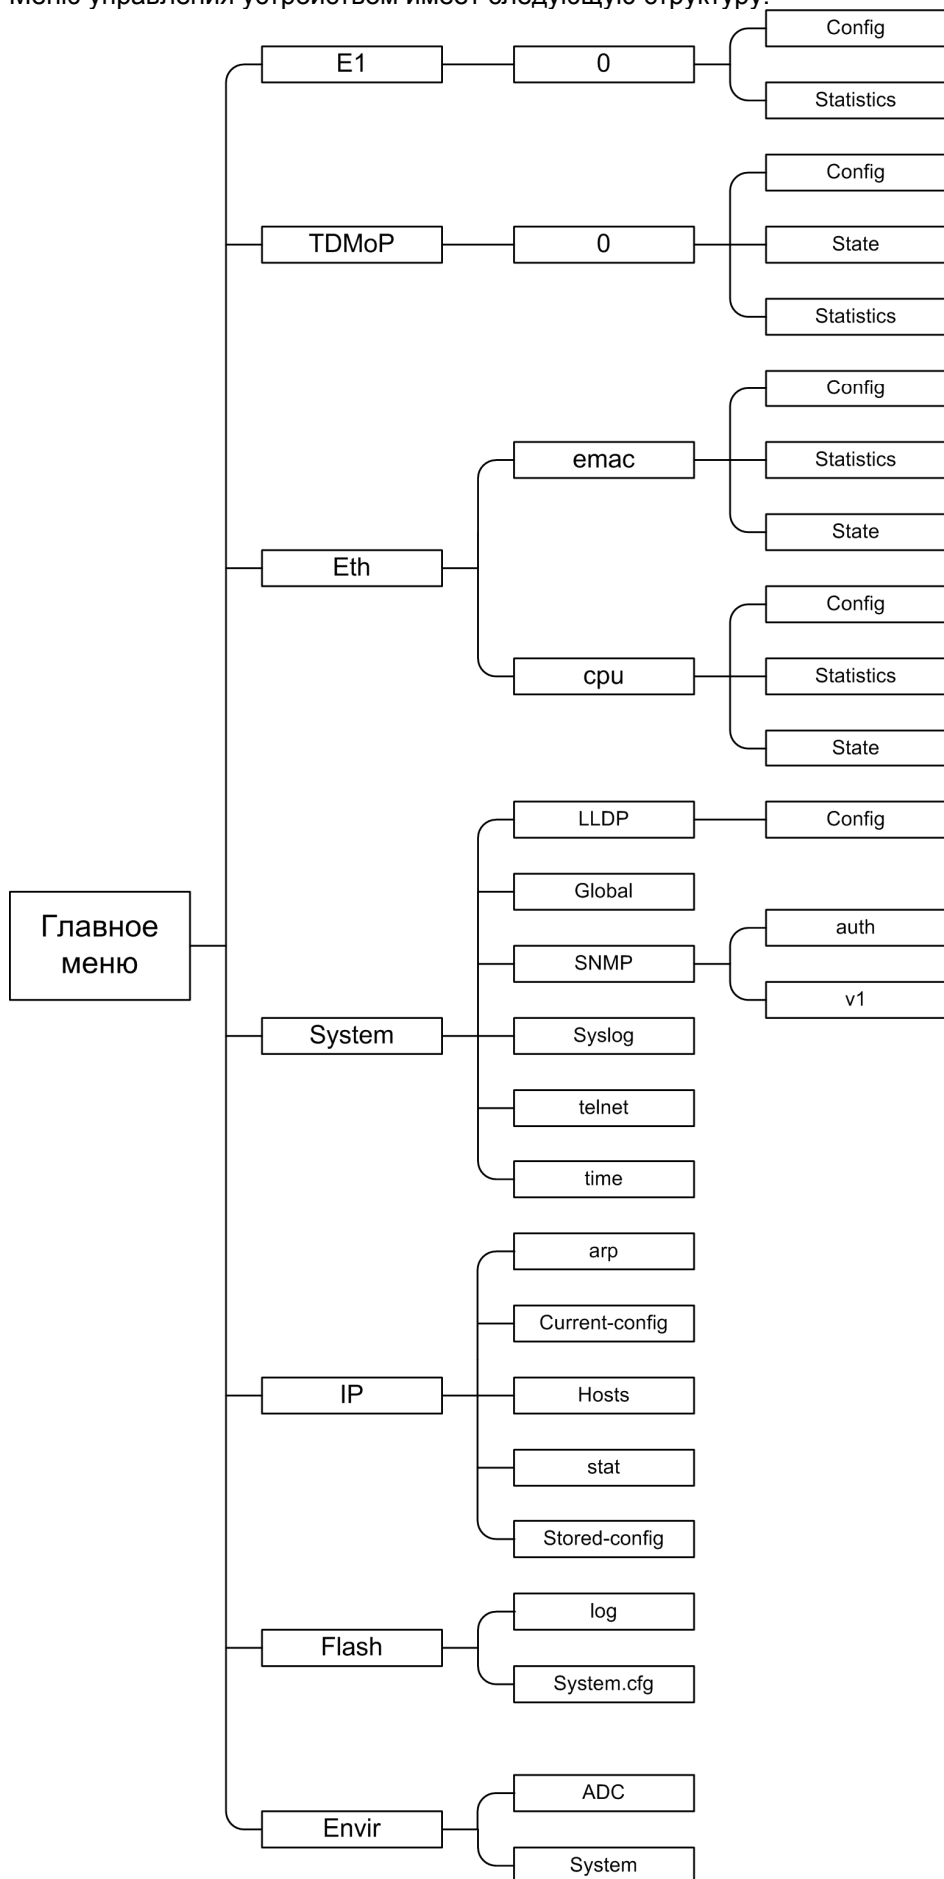 Меню управления устройством имеет следующую структуру:
Config
E1
0
Statistics
Config
TDMoP
0
State
Statistics
Config
emac
Statistics
State
Eth
Config
cpu
Statistics
State
LLDP
Config
Global
Главное
меню
auth
SNMP
v1
System
Syslog
telnet
time
arp
Current-config
IP
Hosts
stat
Stored-config
log
Flash
System.cfg
ADC
Envir
System